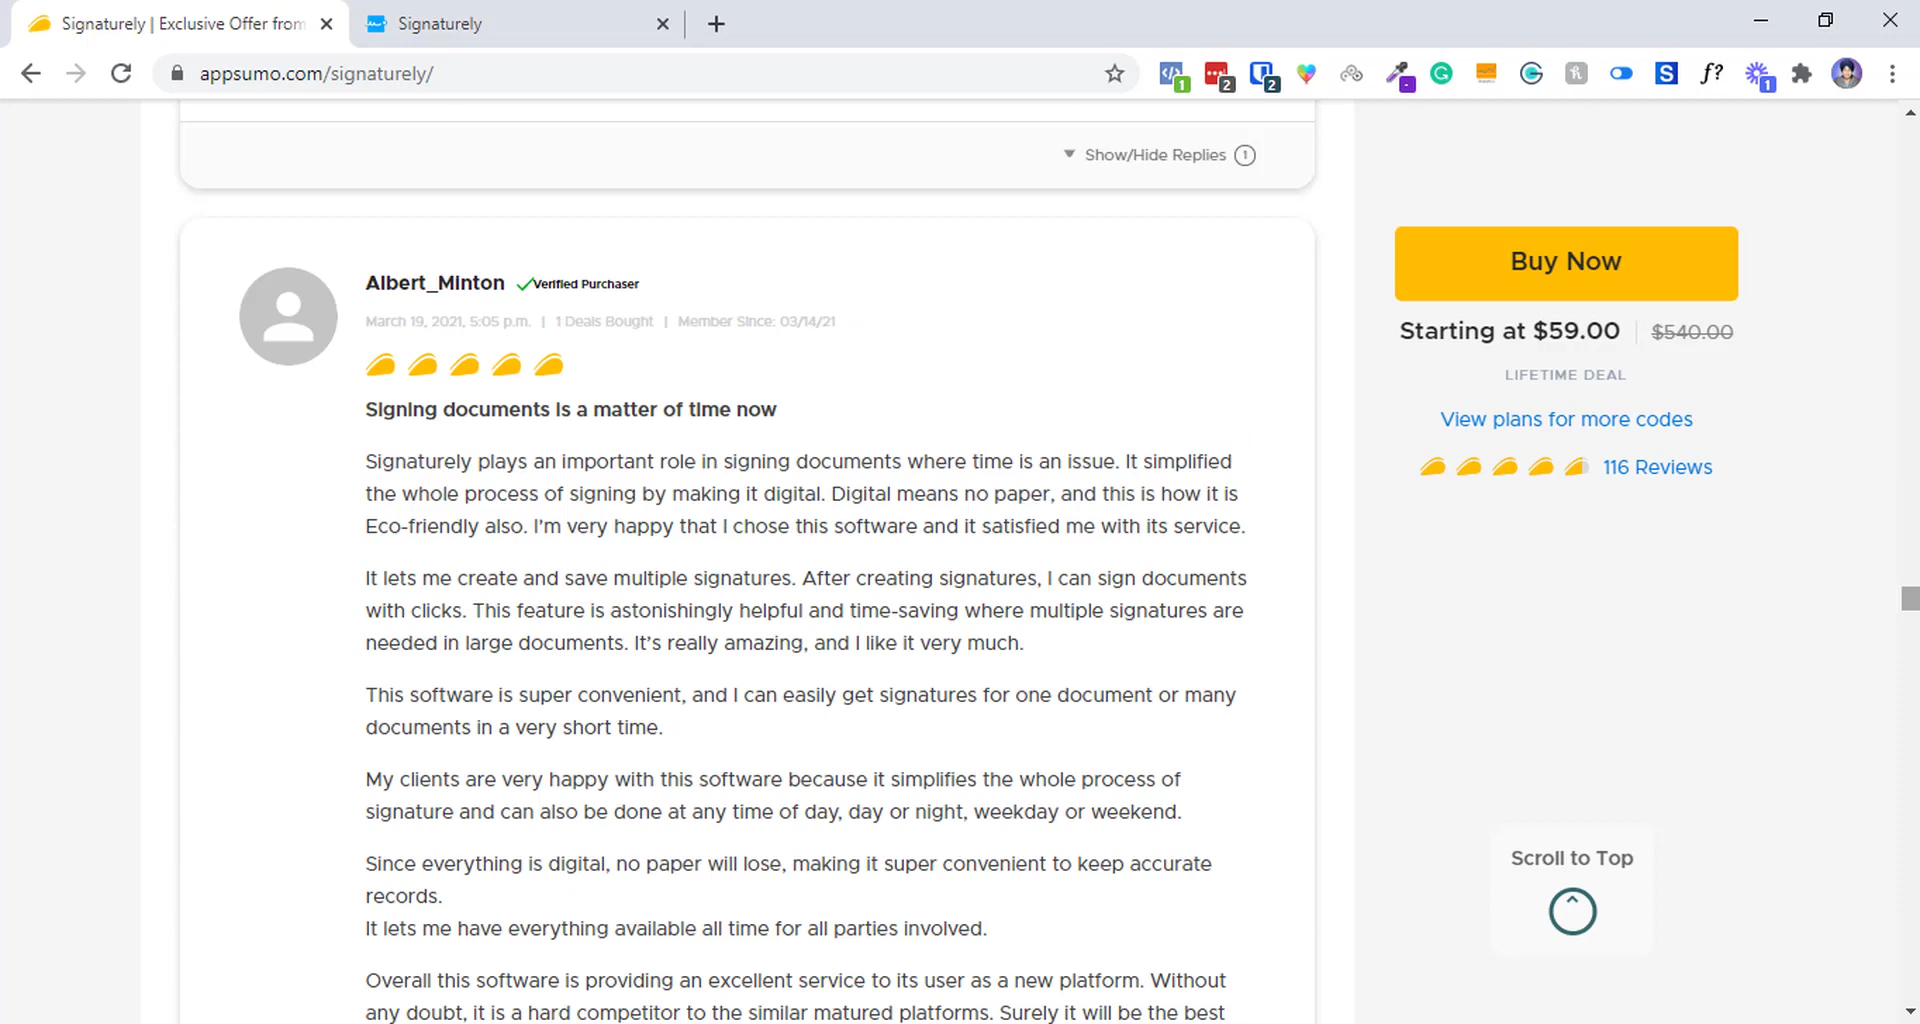 Signaturely | Exclusive Offer from
Signaturely
appsumo.com/signaturely/
1
2
2
1
Show/Hide Replies 1
Albert_Minton Verified Purchaser
March 19, 2021, 5:05 p.m. | 1 Deals Bought | Member Since: 03/14/21
Signing documents is a matter of time now
Signaturely plays an important role in signing documents where time is an issue. It simplified
the whole process of signing by making it digital. Digital means no paper, and this is how it is
Eco-friendly also. I'm very happy that I chose this software and it satisfied me with its service.
It lets me create and save multiple signatures. After creating signatures, I can sign documents
with clicks. This feature is astonishingly helpful and time-saving where multiple signatures are
needed in large documents. It's really amazing, and I like it very much.
This software is super convenient, and I can easily get signatures for one document or many
documents in a very short time.
My clients are very happy with this software because it simplifies the whole process of
signature and can also be done at any time of day, day or night, weekday or weekend.
Since everything is digital, no paper will lose, making it super convenient to keep accurate
records.
It lets me have everything available all time for all parties involved.
Overall this software is providing an excellent service to its user as a new platform. Without
any doubt, it is a hard competitor to the similar matured platforms. Surely it will be the best
Buy Now
Starting at $59.00 | $540.00
LIFETIME DEAL
View plans for more codes
116 Reviews
Scroll to Top